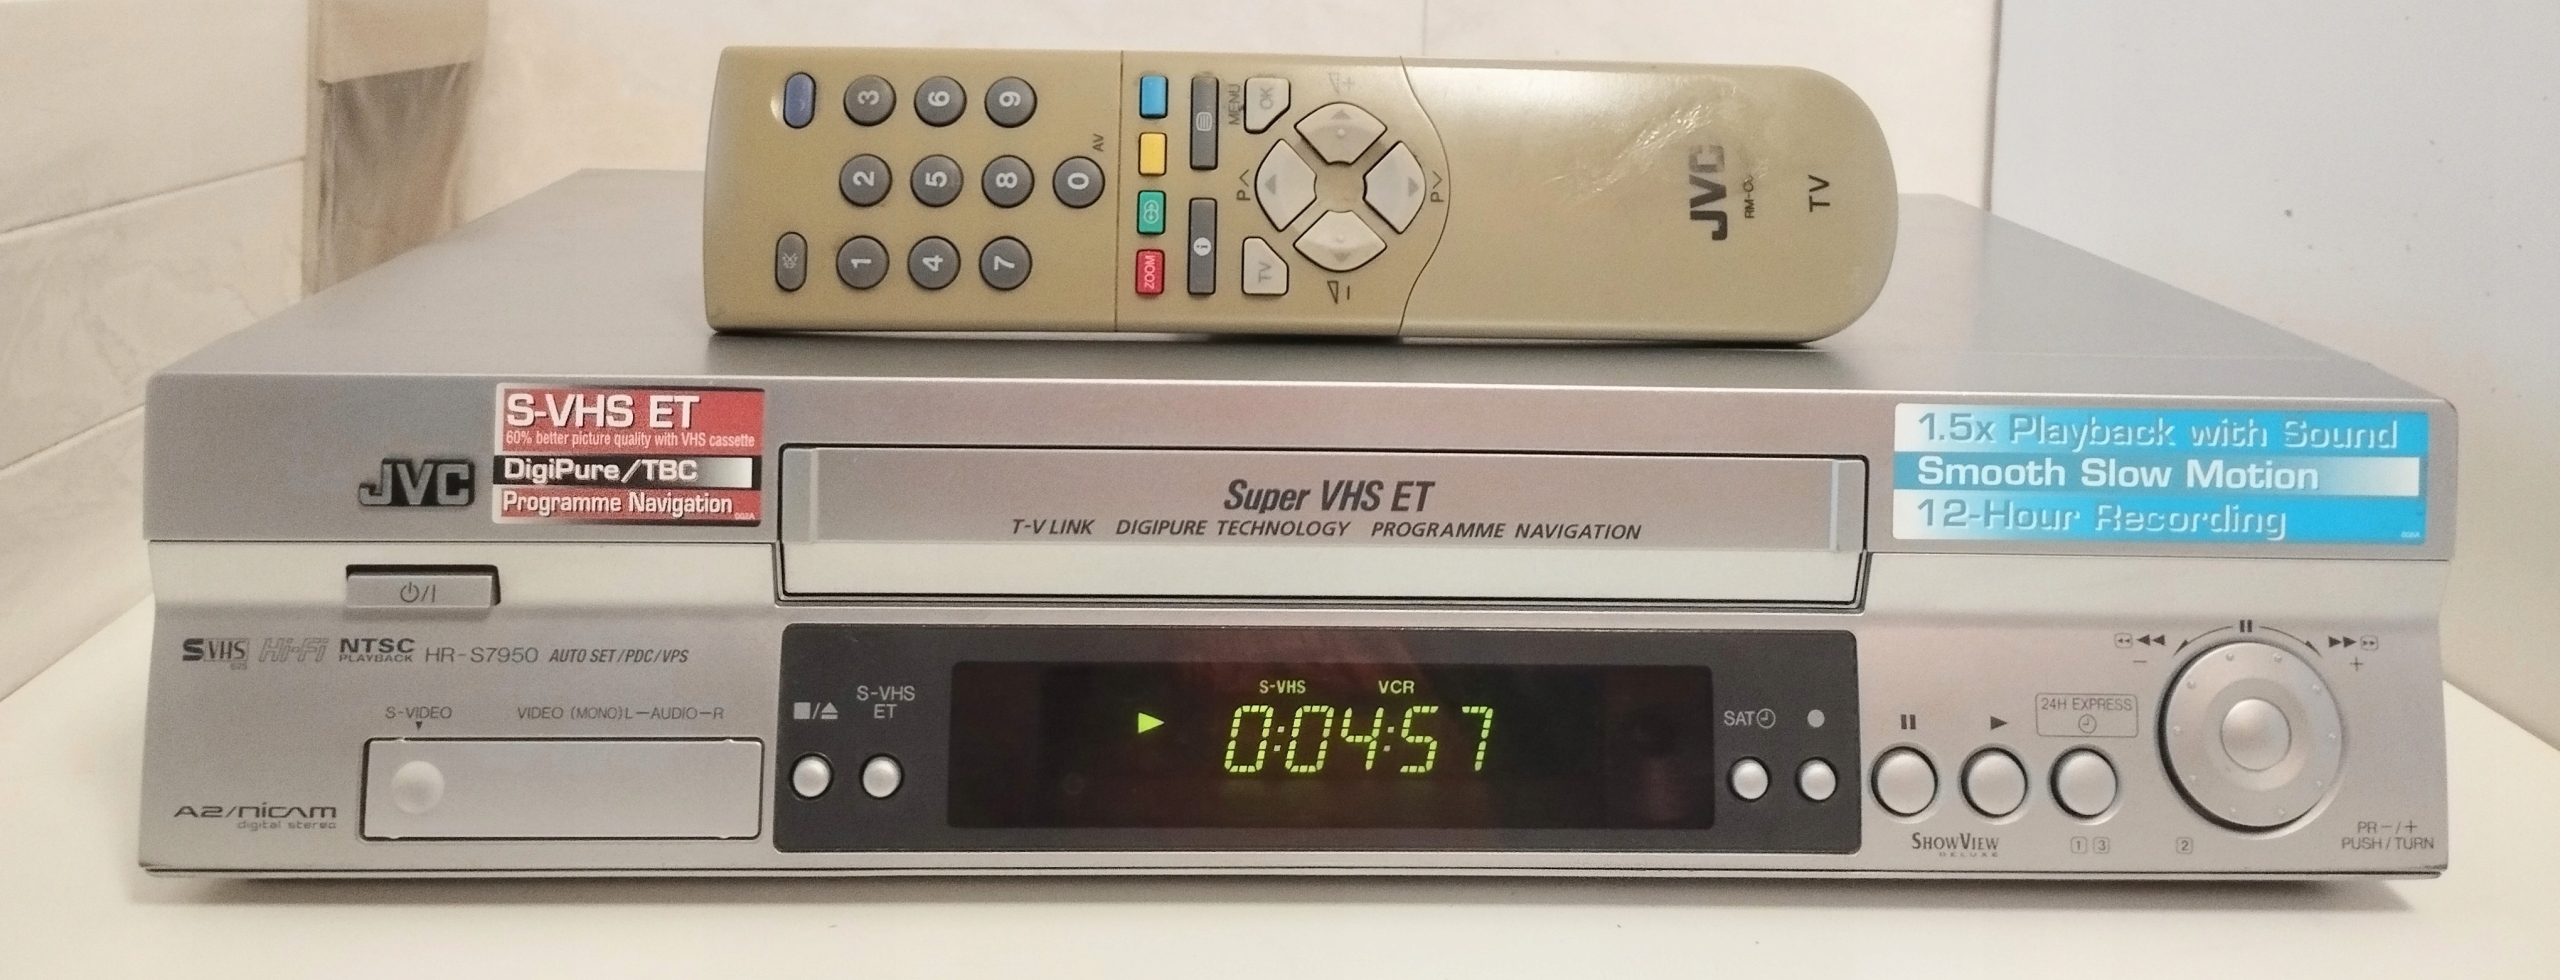 3 6 9
2 5 8 0
1 4 7
AV
ZOOM
MENU
OK
TV
P
P
JVC
TV
JVC
S-VHS ET
60% better picture quality with VHS cassette
DigiPure/TBC
Programme Navigation
Super VHS ET
T-V LINK DIGIPURE TECHNOLOGY PROGRAMME NAVIGATION
1.5x Playback with Sound
Smooth Slow Motion
12-Hour Recording
⏻/I
S VHS Hi-Fi NTSC PLAYBACK HR-S7950 AUTO SET/PDC/VPS
S-VIDEO VIDEO (MONO)L—AUDIO—R
A2/nicam
digital stereo
S-VHS
ET
S-VHS VCR
0:04:57
SAT
24H EXPRESS
SHOWVIEW
DELUXE
1 3
2
PR－/＋
PUSH/TURN